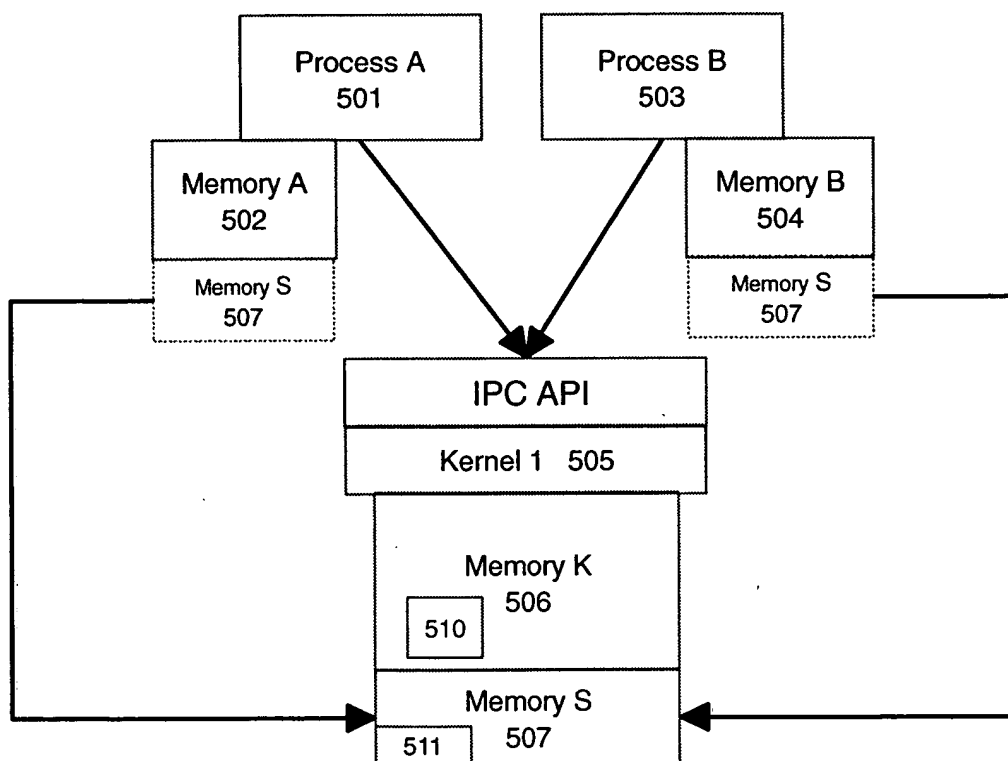 Process A
501
Process B
503
Memory A
502
Memory B
504
Memory S
507
Memory S
507
IPC API
Kernel 1 505
Memory K
506
510
Memory S
507
511